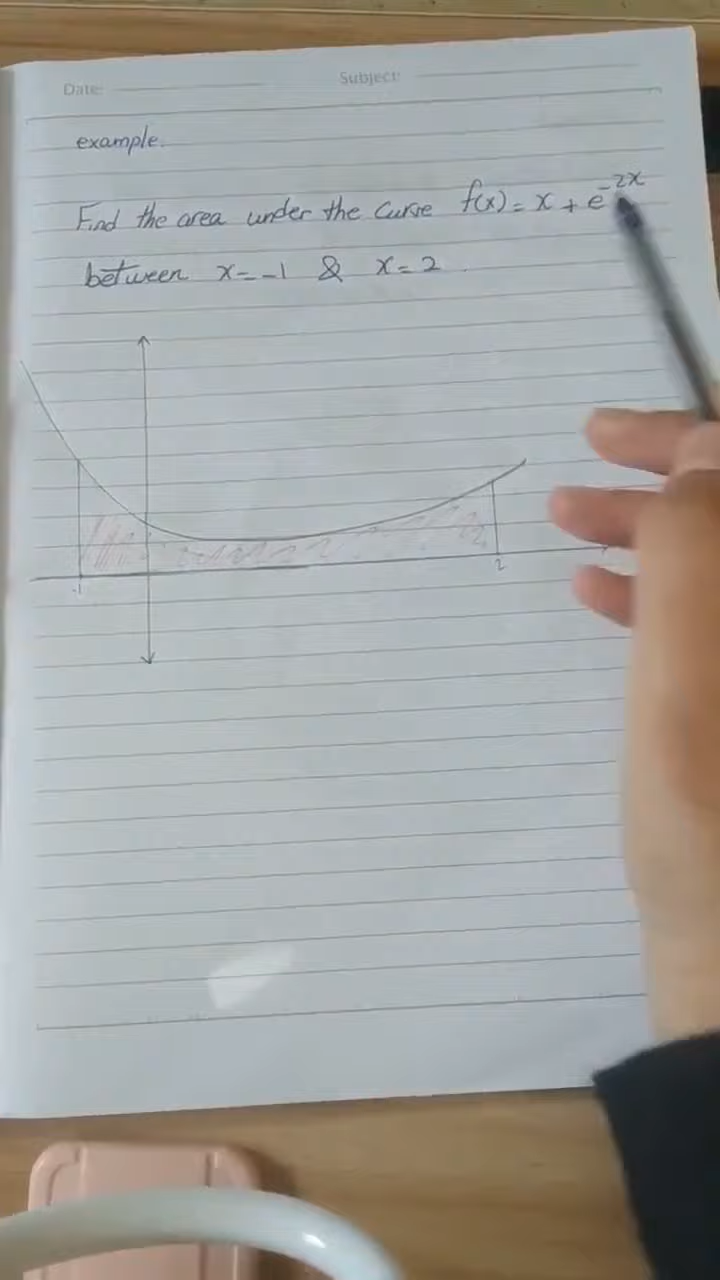 Date: Subject:
example.
Find the area under the curve f(x) = x + e^-2x
between x=-1 & x=2.
-1
2